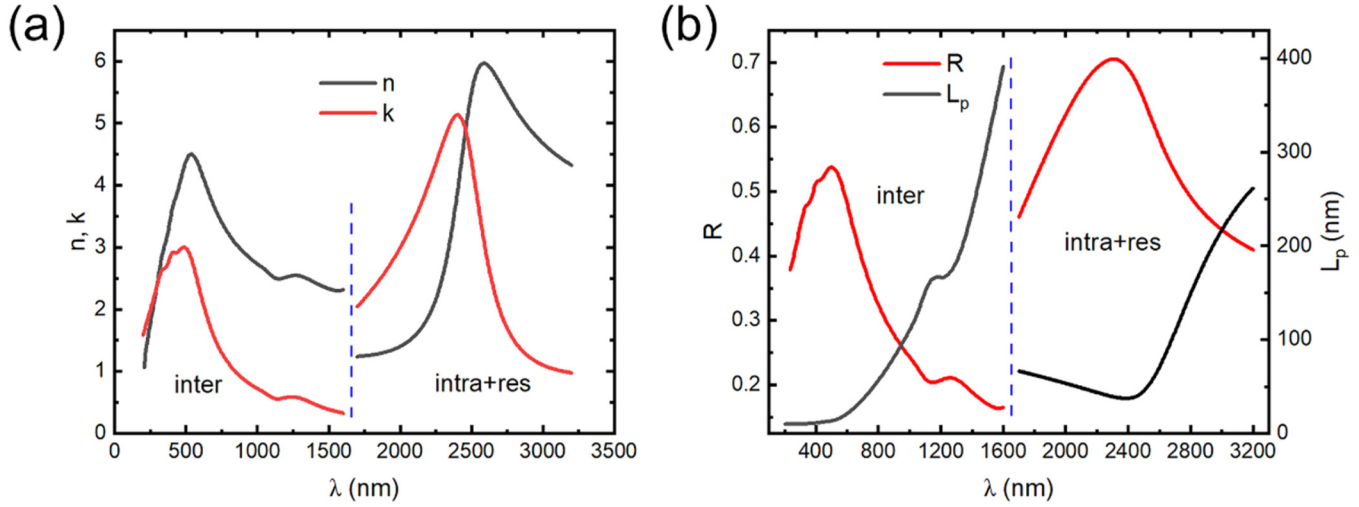 (a)
n, k
6
5
4
3
2
1
0
n
k
inter
intra+res
0 500 1000 1500 2000 2500 3000 3500
λ (nm)
(b)
R
0.7
0.6
0.5
0.4
0.3
0.2
R
Lp
inter
intra+res
400
300
200
100
0
Lp (nm)
400 800 1200 1600 2000 2400 2800 3200
λ (nm)